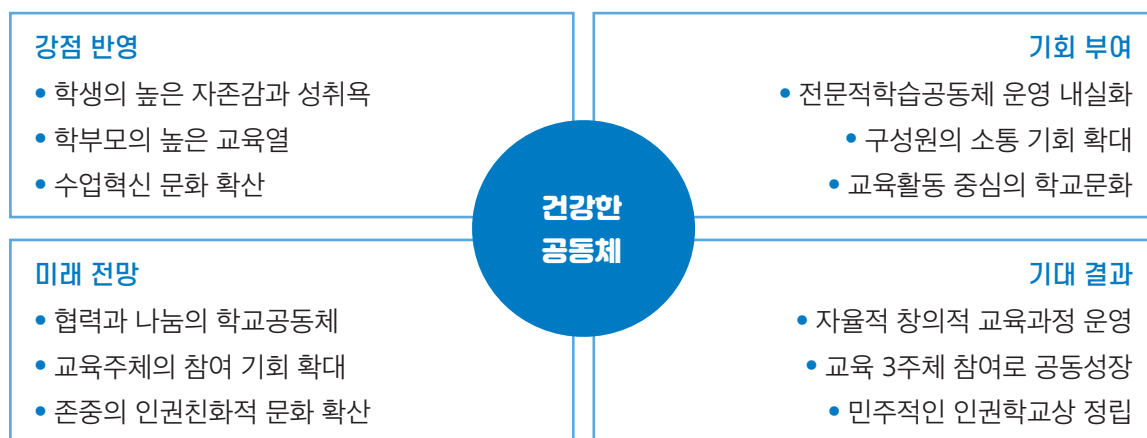 강점 반영
• 학생의 높은 자존감과 성취욕
• 학부모의 높은 교육열
• 수업혁신 문화 확산
기회 부여
• 전문적학습공동체 운영 내실화
• 구성원의 소통 기회 확대
• 교육활동 중심의 학교문화
건강한
공동체
미래 전망
• 협력과 나눔의 학교공동체
• 교육주체의 참여 기회 확대
• 존중의 인권친화적 문화 확산
기대 결과
• 자율적 창의적 교육과정 운영
• 교육 3주체 참여로 공동성장
• 민주적인 인권학교상 정립